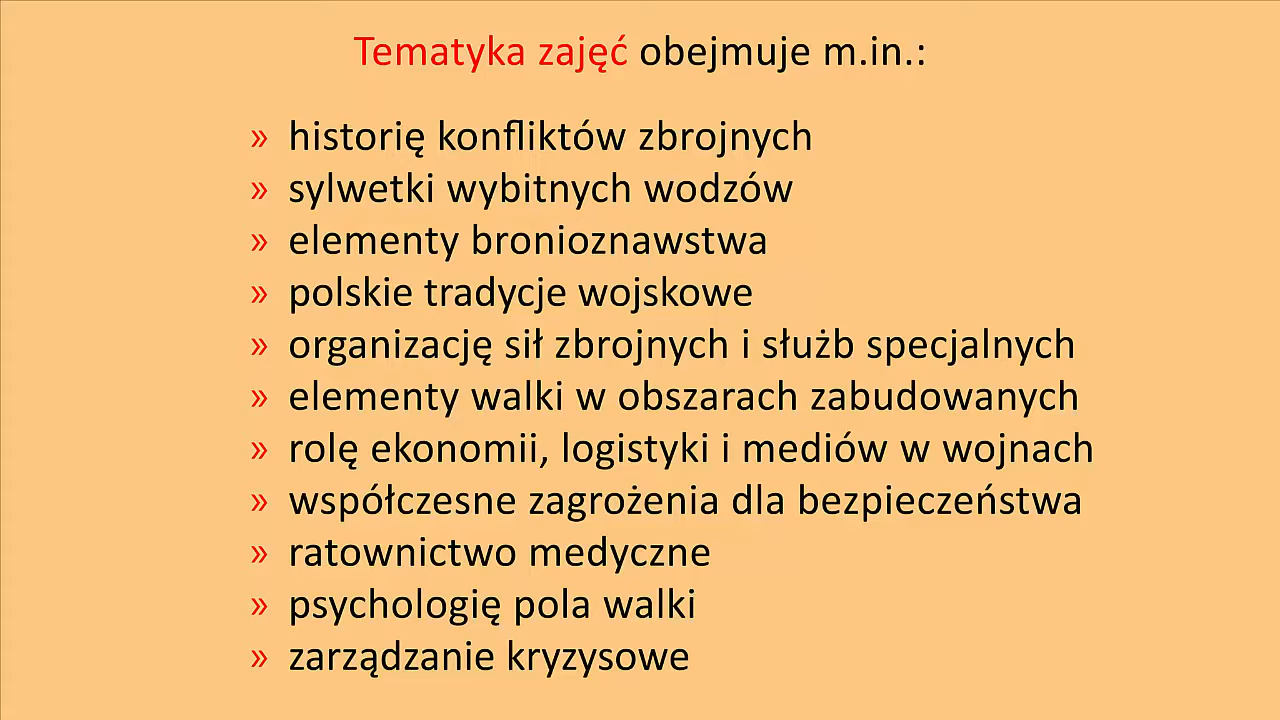 Tematyka zajęć obejmuje m.in.:
» historię konfliktów zbrojnych
» sylwetki wybitnych wodzów
» elementy bronioznawstwa
» polskie tradycje wojskowe
» organizację sił zbrojnych i służb specjalnych
» elementy walki w obszarach zabudowanych
» rolę ekonomii, logistyki i mediów w wojnach
» współczesne zagrożenia dla bezpieczeństwa
» ratownictwo medyczne
» psychologię pola walki
» zarządzanie kryzysowe